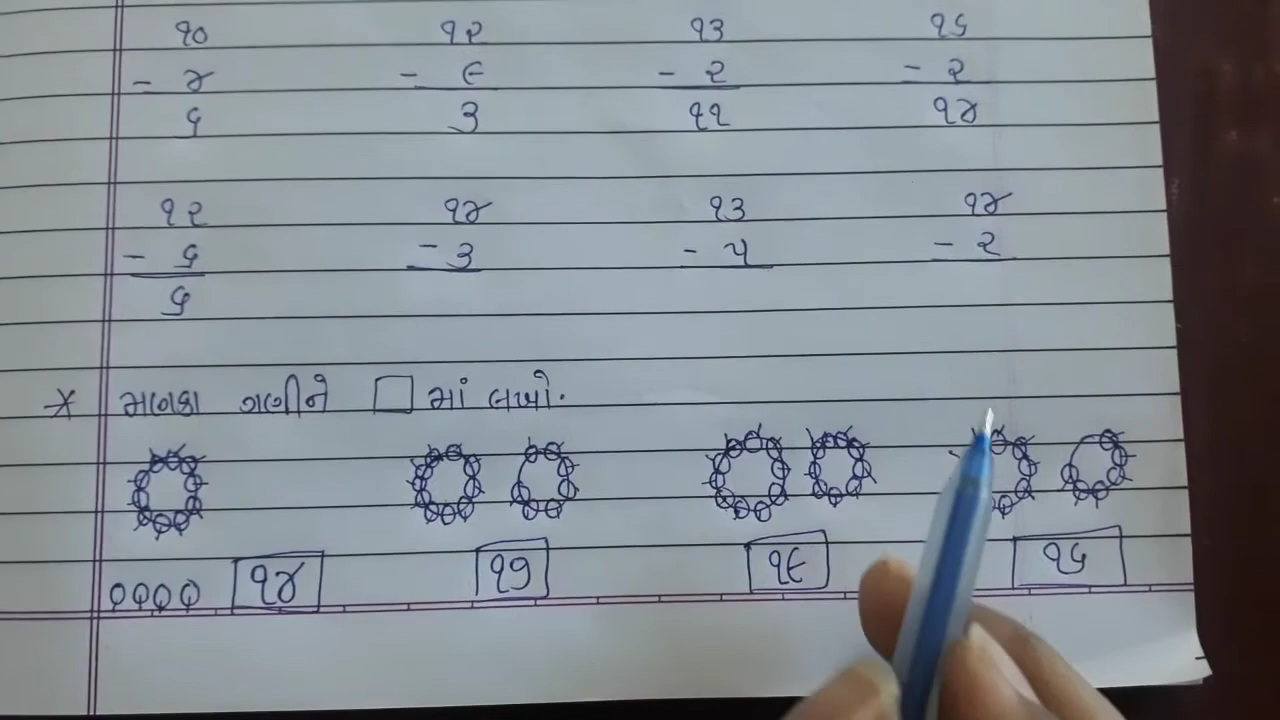 ૧૦ ૧૨ ૧૩ ૧૬
- ૪ - ૯ - ૨ - ૨
૬ ૩ ૧૧ ૧૪
૧૨ ૧૪ ૧૩ ૧૪
- ૬ - ૩ - ૫ - ૨
૬
* મણકા ગણીને □ માં લખો.
૧૪ ૧૭ ૧૯ ૧૬